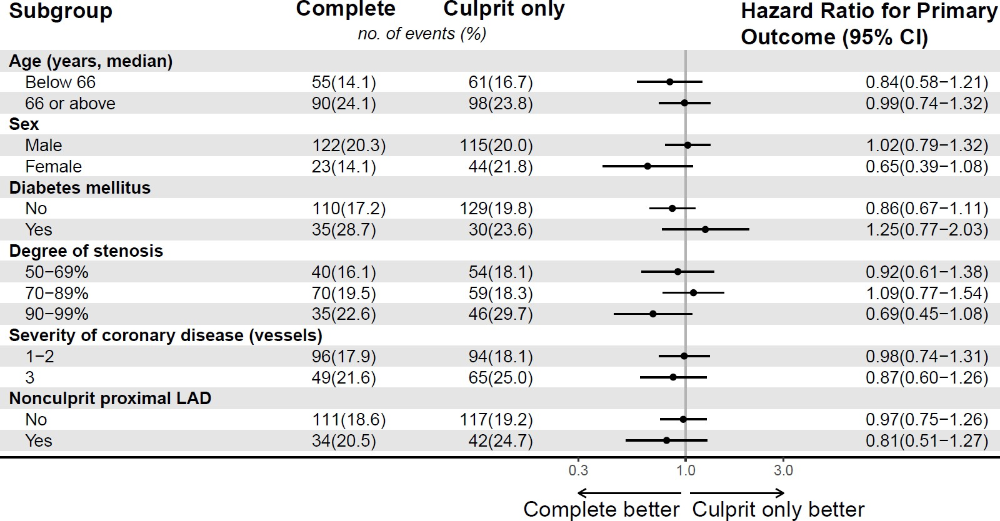 Subgroup Complete Culprit only Hazard Ratio for Primary
no. of events (%) Outcome (95% CI)
Age (years, median)
Below 66 55(14.1) 61(16.7) 0.84(0.58−1.21)
66 or above 90(24.1) 98(23.8) 0.99(0.74−1.32)
Sex
Male 122(20.3) 115(20.0) 1.02(0.79−1.32)
Female 23(14.1) 44(21.8) 0.65(0.39−1.08)
Diabetes mellitus
No 110(17.2) 129(19.8) 0.86(0.67−1.11)
Yes 35(28.7) 30(23.6) 1.25(0.77−2.03)
Degree of stenosis
50−69% 40(16.1) 54(18.1) 0.92(0.61−1.38)
70−89% 70(19.5) 59(18.3) 1.09(0.77−1.54)
90−99% 35(22.6) 46(29.7) 0.69(0.45−1.08)
Severity of coronary disease (vessels)
1−2 96(17.9) 94(18.1) 0.98(0.74−1.31)
3 49(21.6) 65(25.0) 0.87(0.60−1.26)
Nonculprit proximal LAD
No 111(18.6) 117(19.2) 0.97(0.75−1.26)
Yes 34(20.5) 42(24.7) 0.81(0.51−1.27)
0.3 1.0 3.0
Complete better Culprit only better